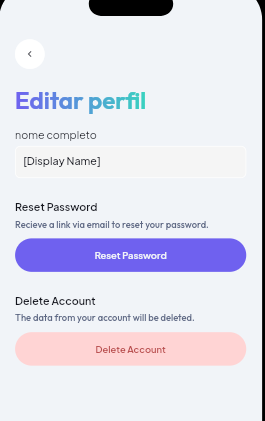 Editar perfil
nome completo
[Display Name]
Reset Password
Recieve a link via email to reset your password.
Reset Password
Delete Account
The data from your account will be deleted.
Delete Account